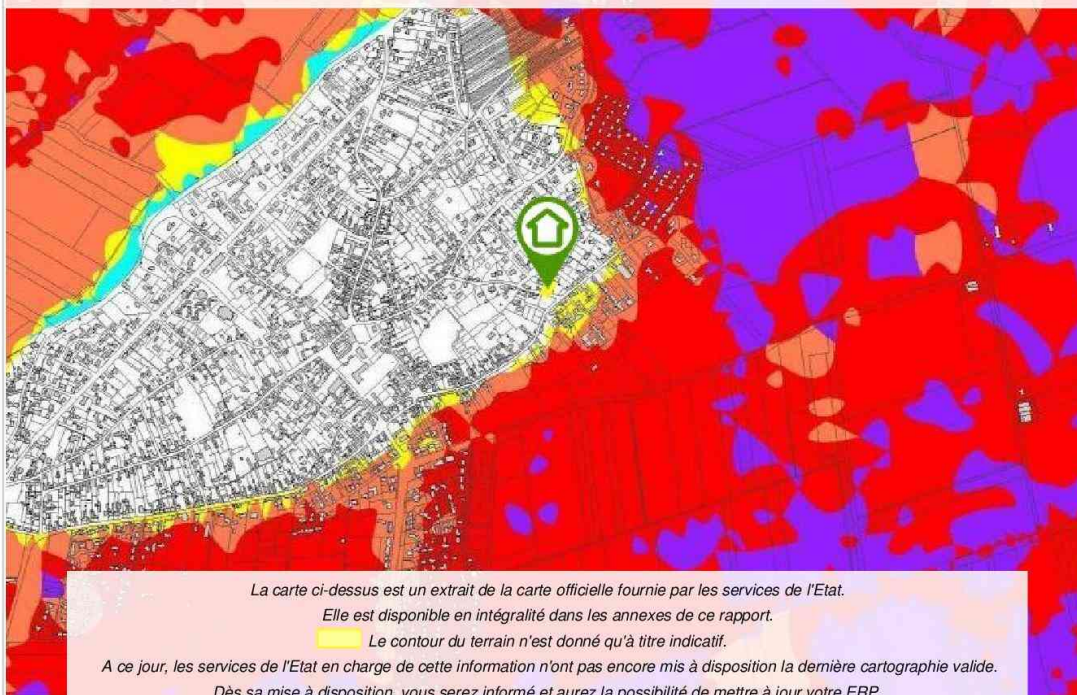 La carte ci-dessus est un extrait de la carte officielle fournie par les services de l'Etat.
Elle est disponible en intégralité dans les annexes de ce rapport.
Le contour du terrain n'est donné qu'à titre indicatif.
A ce jour, les services de l'Etat en charge de cette information n'ont pas encore mis à disposition la dernière cartographie valide.
Dès sa mise à disposition, vous serez informé et aurez la possibilité de mettre à jour votre ERP.